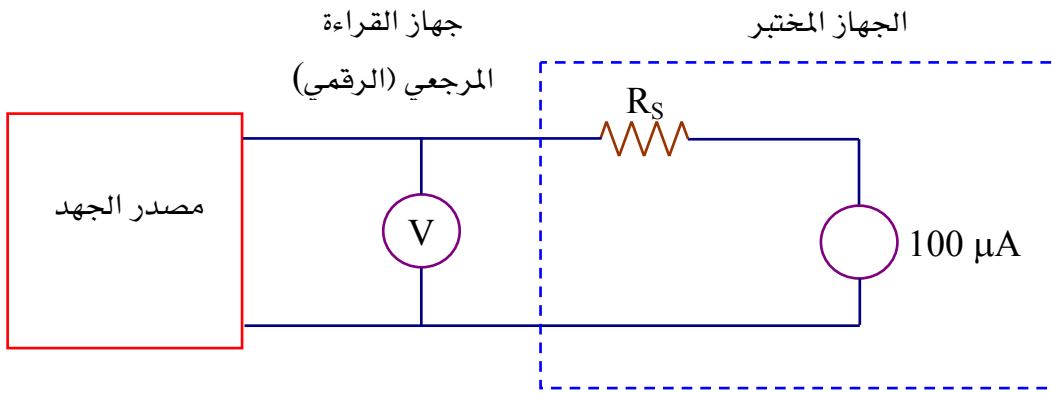 الجهاز المختبر
جهاز القراءة
المرجعي (الرقمي)
R_S
مصدر الجهد
V
100 μA